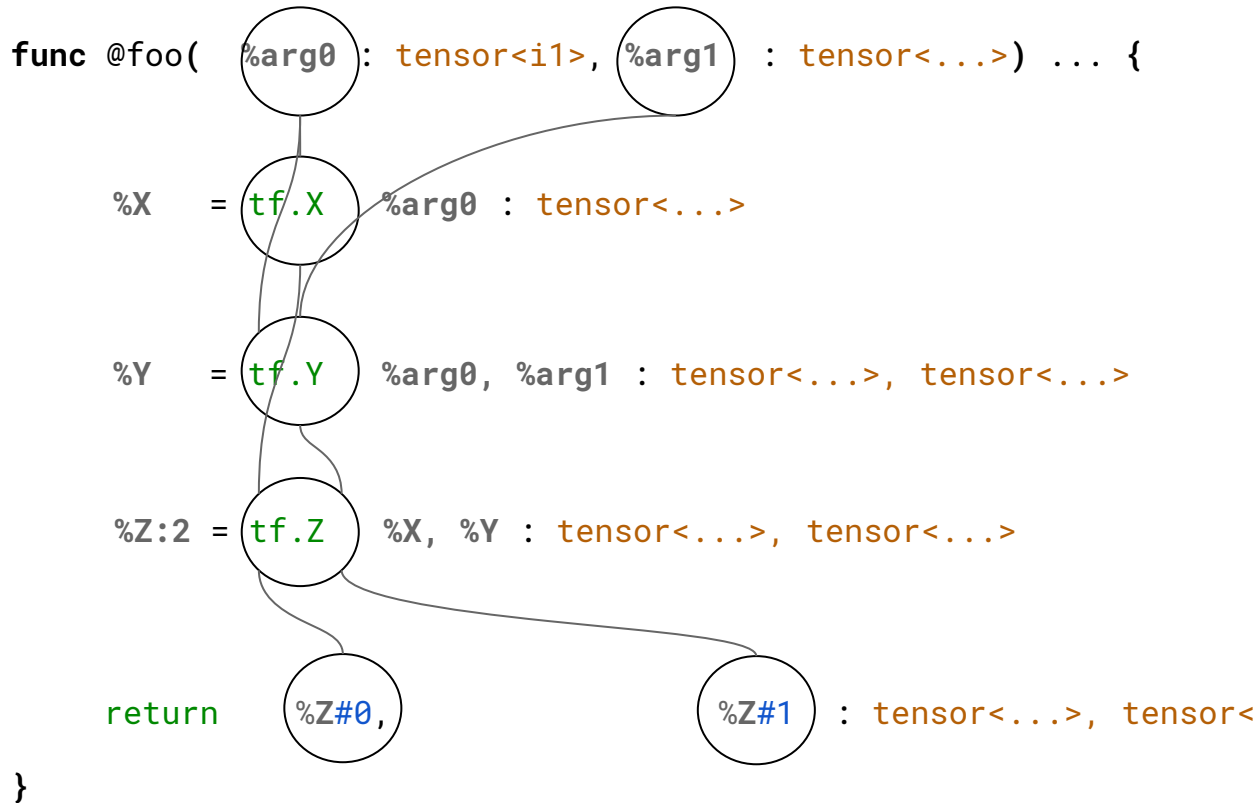 func @foo( %arg0 : tensor<i1>, %arg1 : tensor<...>) ... {
%X = tf.X %arg0 : tensor<...>
%Y = tf.Y %arg0, %arg1 : tensor<...>, tensor<...>
%Z:2 = tf.Z %X, %Y : tensor<...>, tensor<...>
return %Z#0, %Z#1 : tensor<...>, tensor<
}